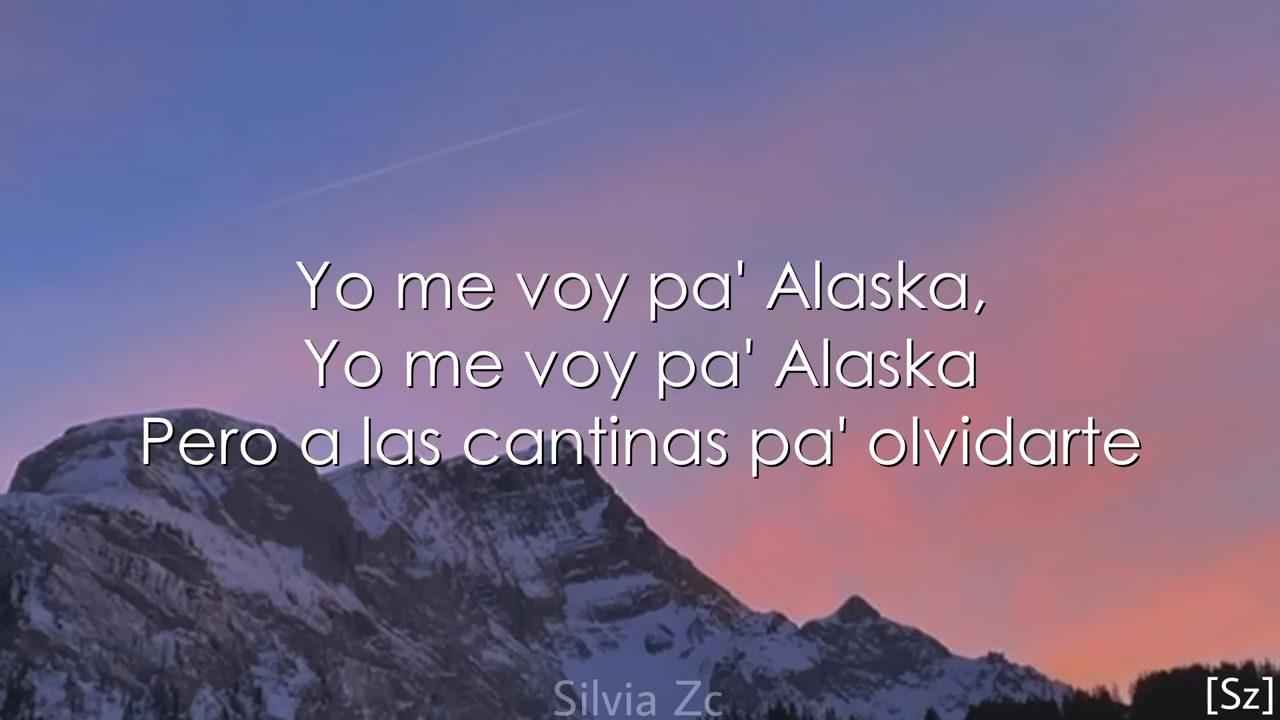 Yo me voy pa' Alaska,
Yo me voy pa' Alaska
Pero a las cantinas pa' olvidarte
Silvia Zc
[Sz]